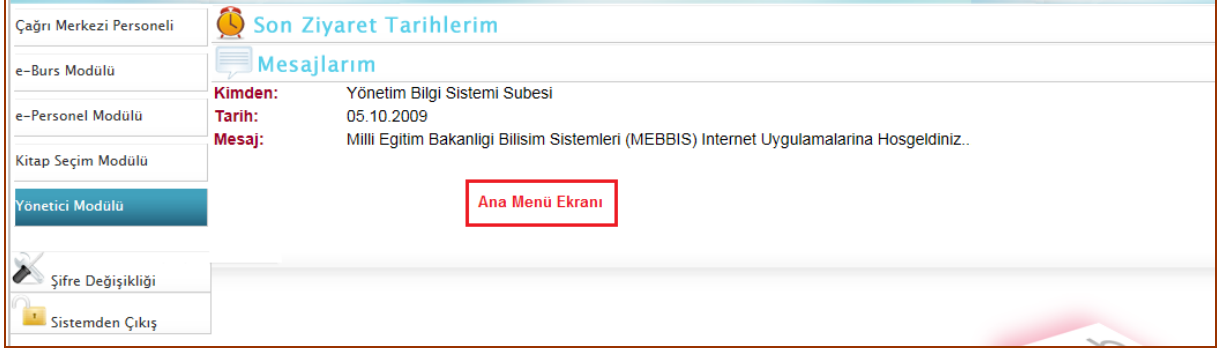 Çağrı Merkezi Personeli
e-Burs Modülü
e-Personel Modülü
Kitap Seçim Modülü
Yönetici Modülü
Şifre Değişikliği
Sistemden Çıkış
Son Ziyaret Tarihlerim
Mesajlarım
Kimden: Yönetim Bilgi Sistemi Subesi
Tarih: 05.10.2009
Mesaj: Milli Egitim Bakanligi Bilisim Sistemleri (MEBBIS) Internet Uygulamalarina Hosgeldiniz..
Ana Menü Ekranı